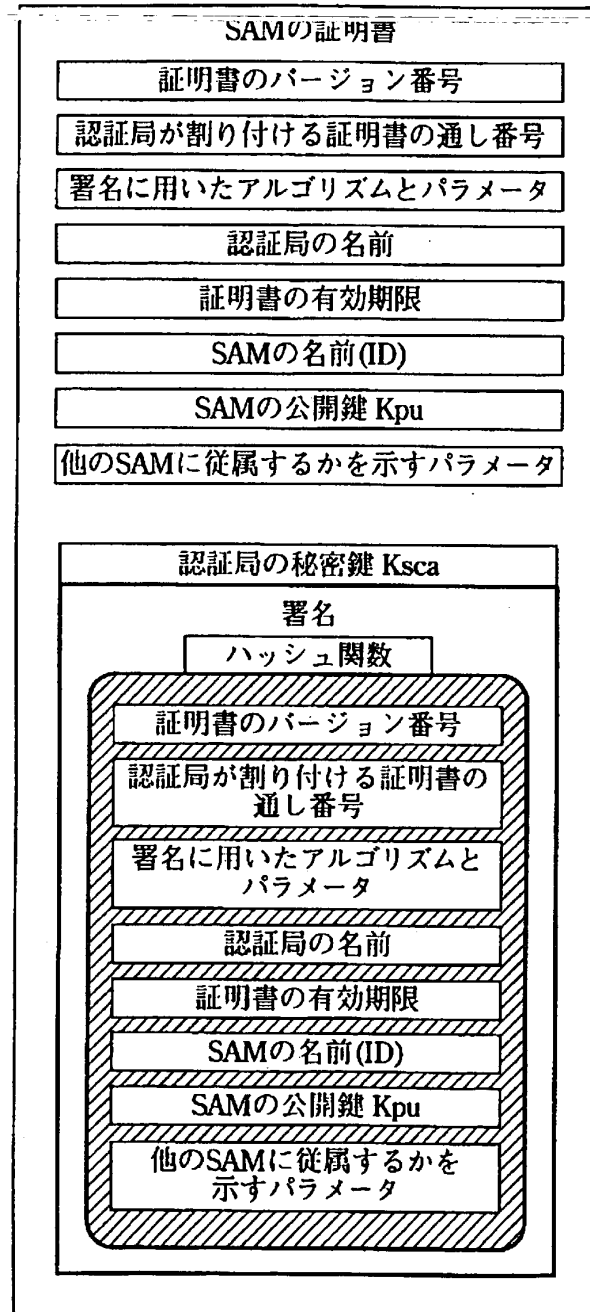 SAMの証明書
証明書のバージョン番号
認証局が割り付ける証明書の通し番号
署名に用いたアルゴリズムとパラメータ
認証局の名前
証明書の有効期限
SAMの名前(ID)
SAMの公開鍵 Kpu
他のSAMに従属するかを示すパラメータ
認証局の秘密鍵 Ksca
署名
ハッシュ関数
証明書のバージョン番号
認証局が割り付ける証明書の
通し番号
署名に用いたアルゴリズムと
パラメータ
認証局の名前
証明書の有効期限
SAMの名前(ID)
SAMの公開鍵 Kpu
他のSAMに従属するかを
示すパラメータ